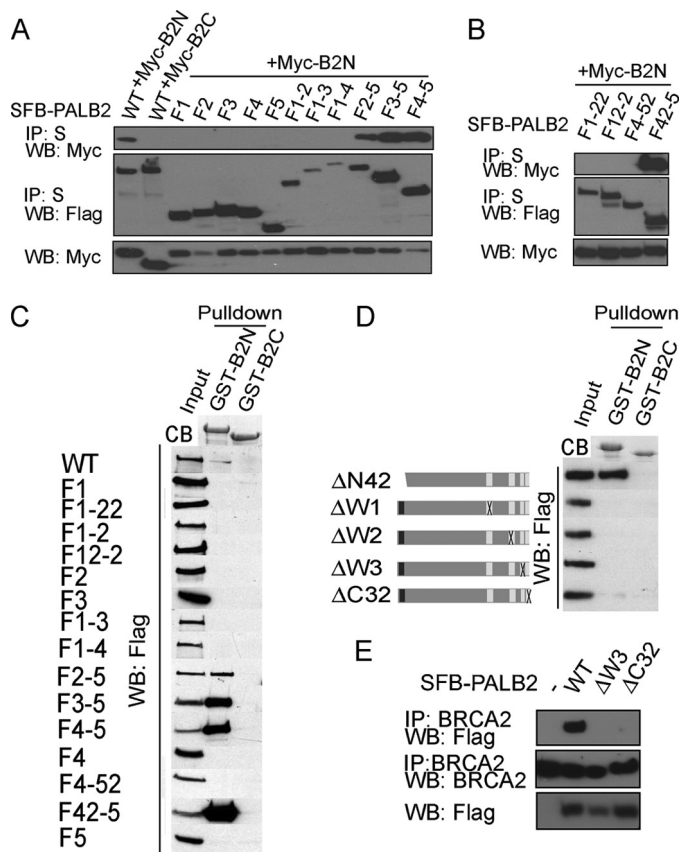 A
WT+Myc-B2N
WT+Myc-B2C
+Myc-B2N
SFB-PALB2
F1
F2
F3
F4
F5
F1-2
F1-3
F1-4
F2-5
F3-5
F4-5
IP: S
WB: Myc
IP: S
WB: Flag
WB: Myc
B
+Myc-B2N
SFB-PALB2
F1-22
F12-2
F4-52
F42-5
IP: S
WB: Myc
IP: S
WB: Flag
WB: Myc
C
Pulldown
Input
GST-B2N
GST-B2C
CB
WT
F1
F1-22
F1-2
F12-2
F2
F3
F1-3
F1-4
F2-5
F3-5
F4-5
F4
F4-52
F42-5
F5
WB: Flag
D
Pulldown
Input
GST-B2N
GST-B2C
CB
ΔN42
ΔW1
ΔW2
ΔW3
ΔC32
WB: Flag
E
SFB-PALB2
-
WT
ΔW3
ΔC32
IP: BRCA2
WB: Flag
IP:BRCA2
WB: BRCA2
WB: Flag